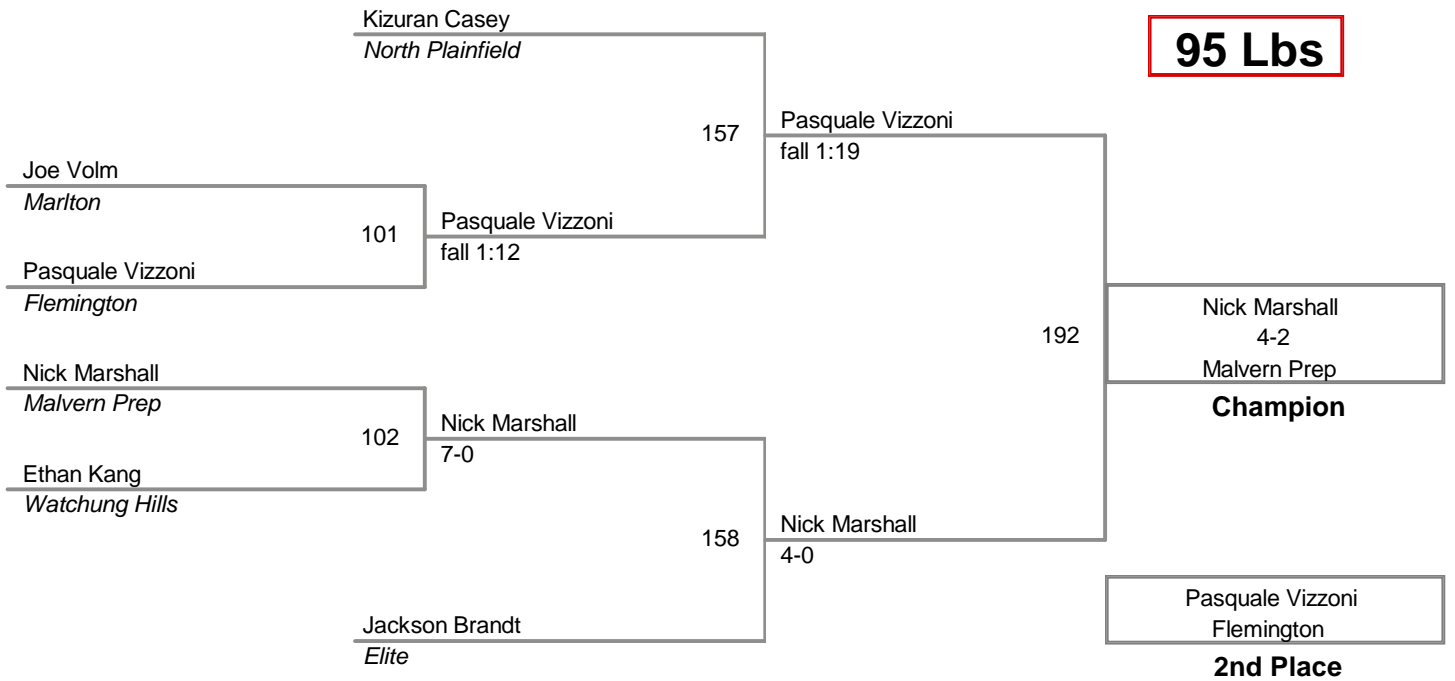 Kizuran Casey
North Plainfield
95 Lbs
157
Pasquale Vizzoni
fall 1:19
Joe Volm
Marlton
101
Pasquale Vizzoni
fall 1:12
Pasquale Vizzoni
Flemington
192
Nick Marshall
4-2
Malvern Prep
Champion
Nick Marshall
Malvern Prep
102
Nick Marshall
7-0
Ethan Kang
Watchung Hills
158
Nick Marshall
4-0
Jackson Brandt
Elite
Pasquale Vizzoni
Flemington
2nd Place